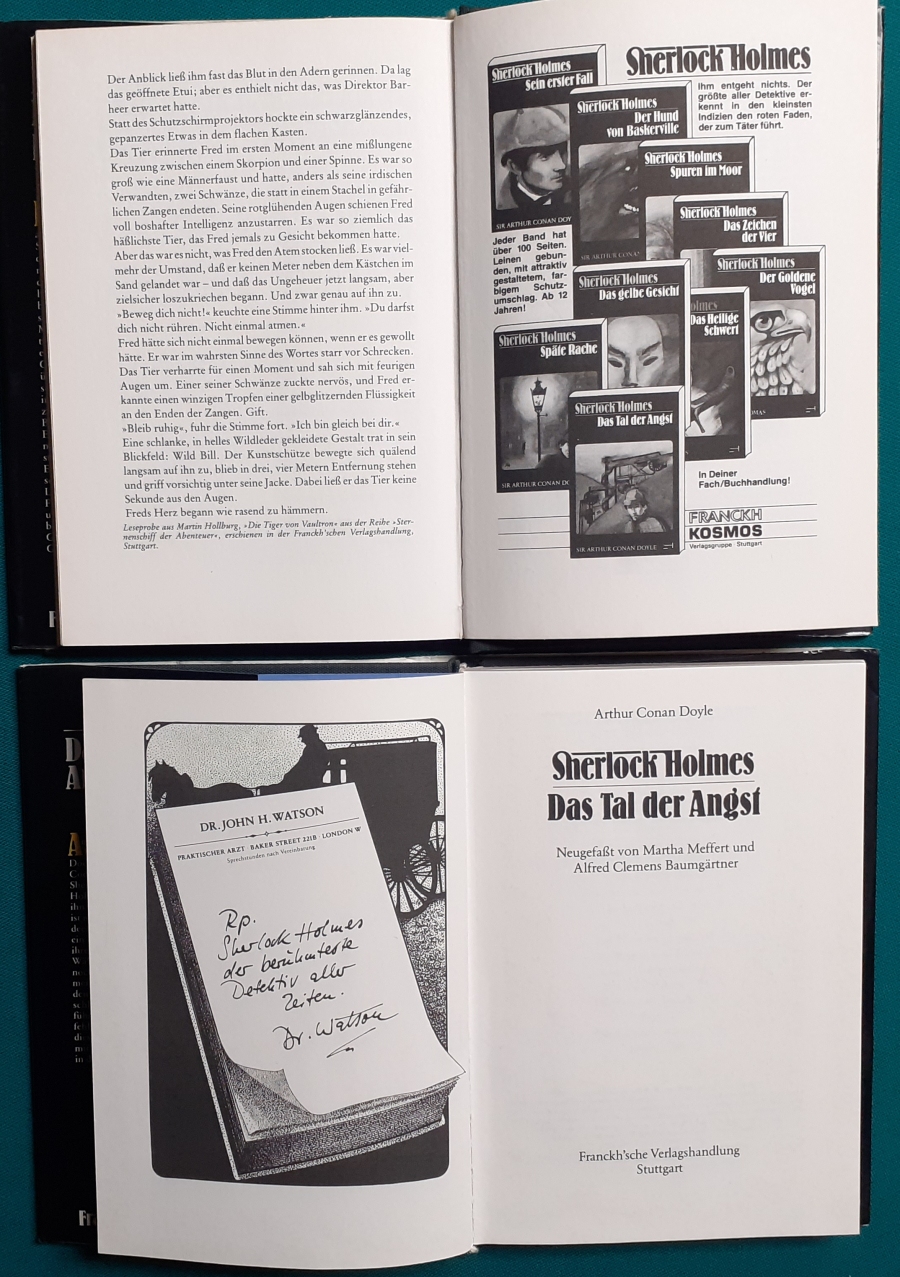 Der Anblick ließ ihm fast das Blut in den Adern gerinnen. Da lag
das geöffnete Etui; aber es enthielt nicht das, was Direktor Bar-
heer erwartet hatte.
Statt des Schutzschirmprojektors hockte ein schwarzglänzendes,
gepanzertes Etwas in dem flachen Kasten.
Das Tier erinnerte Fred im ersten Moment an eine mißlungene
Kreuzung zwischen einem Skorpion und einer Spinne. Es war so
groß wie eine Männerfaust und hatte, anders als seine irdischen
Verwandten, zwei Schwänze, die statt in einem Stachel in gefähr-
lichen Zangen endeten. Seine rotglühenden Augen schienen Fred
voll boshafter Intelligenz anzustarren. Es war so ziemlich das
häßlichste Tier, das Fred jemals zu Gesicht bekommen hatte.
Aber das war es nicht, was Fred den Atem stocken ließ. Es war viel-
mehr der Umstand, daß er keinen Meter neben dem Kästchen im
Sand gelandet war – und daß das Ungeheuer jetzt langsam, aber
zielsicher loszukriechen begann. Und zwar genau auf ihn zu.
»Beweg dich nicht!« keuchte eine Stimme hinter ihm. »Du darfst
dich nicht rühren. Nicht einmal atmen.«
Fred hätte sich nicht einmal bewegen können, wenn er es gewollt
hätte. Er war im wahrsten Sinne des Wortes starr vor Schrecken.
Das Tier verharrte für einen Moment und sah sich mit feurigen
Augen um. Einer seiner Schwänze zuckte nervös, und Fred er-
kannte einen winzigen Tropfen einer gelbglitzernden Flüssigkeit
an den Enden der Zangen. Gift.
»Bleib ruhig«, fuhr die Stimme fort. »Ich bin gleich bei dir.«
Eine schlanke, in helles Wildleder gekleidete Gestalt trat in sein
Blickfeld: Wild Bill. Der Kunstschütze bewegte sich quälend
langsam auf ihn zu, blieb in drei, vier Metern Entfernung stehen
und griff vorsichtig unter seine Jacke. Dabei ließ er das Tier keine
Sekunde aus den Augen.
Freds Herz begann wie rasend zu hämmern.
Leseprobe aus Martin Hollburg, »Die Tiger von Vaultron« aus der Reihe »Ster-
nenschiff der Abenteuer«, erschienen in der Franckh'schen Verlagshandlung,
Stuttgart.
Sherlock Holmes
Ihm entgeht nichts. Der
größte aller Detektive er-
kennt in den kleinsten
Indizien den roten Faden,
der zum Täter führt.
Sherlock Holmes
Sein erster Fall
SIR ARTHUR CONAN DOY
Sherlock Holmes
Der Hund
von Baskerville
SIR ARTHUR CONA
Sherlock Holmes
Spuren im Moor
Sherlock Holmes
Das Zeichen
der Vier
Sherlock Holmes
Der Goldene
Vogel
OMAS
Jeder Band hat
über 100 Seiten.
Leinen gebun-
den, mit attraktiv
gestaltetem, far-
bigem Schutz-
umschlag. Ab 12
Jahren!
Sherlock Holmes
Das gelbe Gesicht
olmes
Das Heilige
Schwert
Sherlock Holmes
Späte Rache
SIR ARTHUR CONAN DO
Sherlock Holmes
Das Tal der Angst
SIR ARTHUR CONAN DOYLE
In Deiner
Fach/Buchhandlung!
FRANCKH
KOSMOS
Verlagsgruppe · Stuttgart
DR. JOHN H. WATSON
PRAKTISCHER ARZT · BAKER STREET 221B · LONDON W
Sprechstunden nach Vereinbarung
Rp.
Sherlock Holmes
der berühmteste
Detektiv aller
Zeiten.
Dr. Watson
Arthur Conan Doyle
Sherlock Holmes
Das Tal der Angst
Neugefaßt von Martha Meffert und
Alfred Clemens Baumgärtner
Franckh'sche Verlagshandlung
Stuttgart